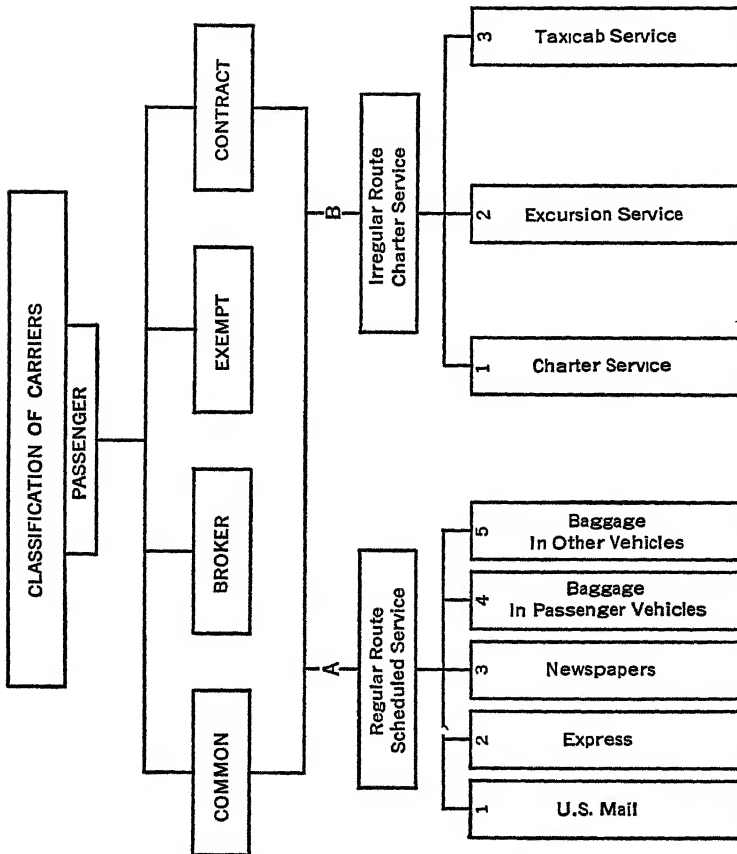 CLASSIFICATION OF CARRIERS
PASSENGER
COMMON
BROKER
EXEMPT
CONTRACT
A
B
Regular Route
Scheduled Service
Irregular Route
Charter Service
1
U.S. Mail
2
Express
3
Newspapers
4
Baggage
In Passenger Vehicles
5
Baggage
In Other Vehicles
1
Charter Service
2
Excursion Service
3
Taxicab Service